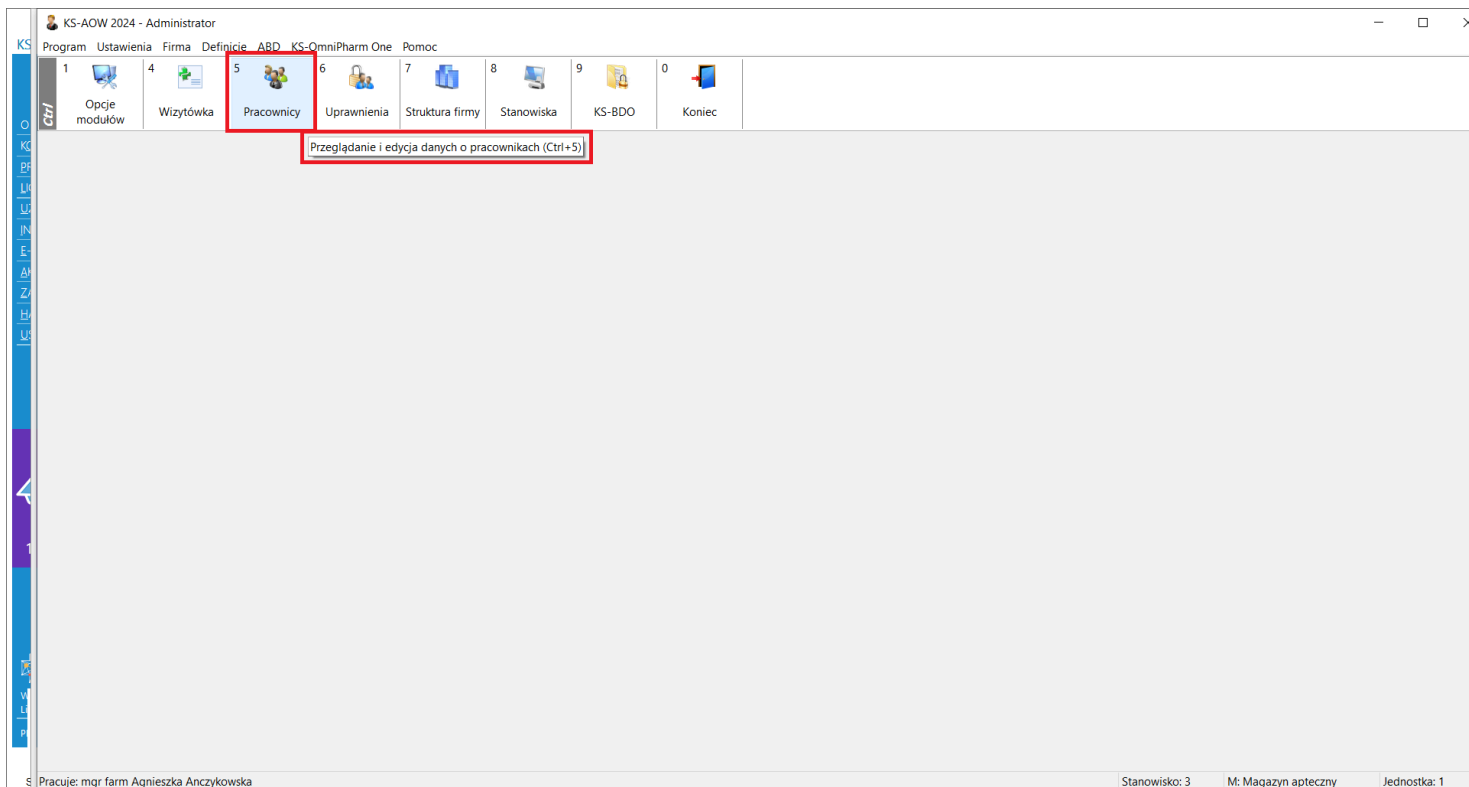 KS-AOW 2024 - Administrator
KS
Program Ustawienia Firma Definicje ABD KS-OmniPharm One Pomoc
Ctrl
1 Opcje modułów
4 Wizytówka
5 Pracownicy
6 Uprawnienia
7 Struktura firmy
8 Stanowiska
9 KS-BDO
0 Koniec
Przeglądanie i edycja danych o pracownikach (Ctrl+5)
Pracuje: mgr farm Agnieszka Anczykowska
Stanowisko: 3
M: Magazyn apteczny
Jednostka: 1